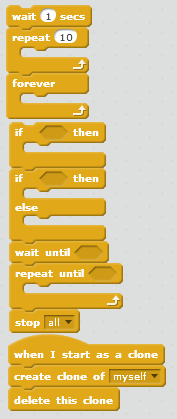 wait 1 secs
repeat 10
forever
if then
if then
else
wait until
repeat until
stop all
when I start as a clone
create clone of myself
delete this clone